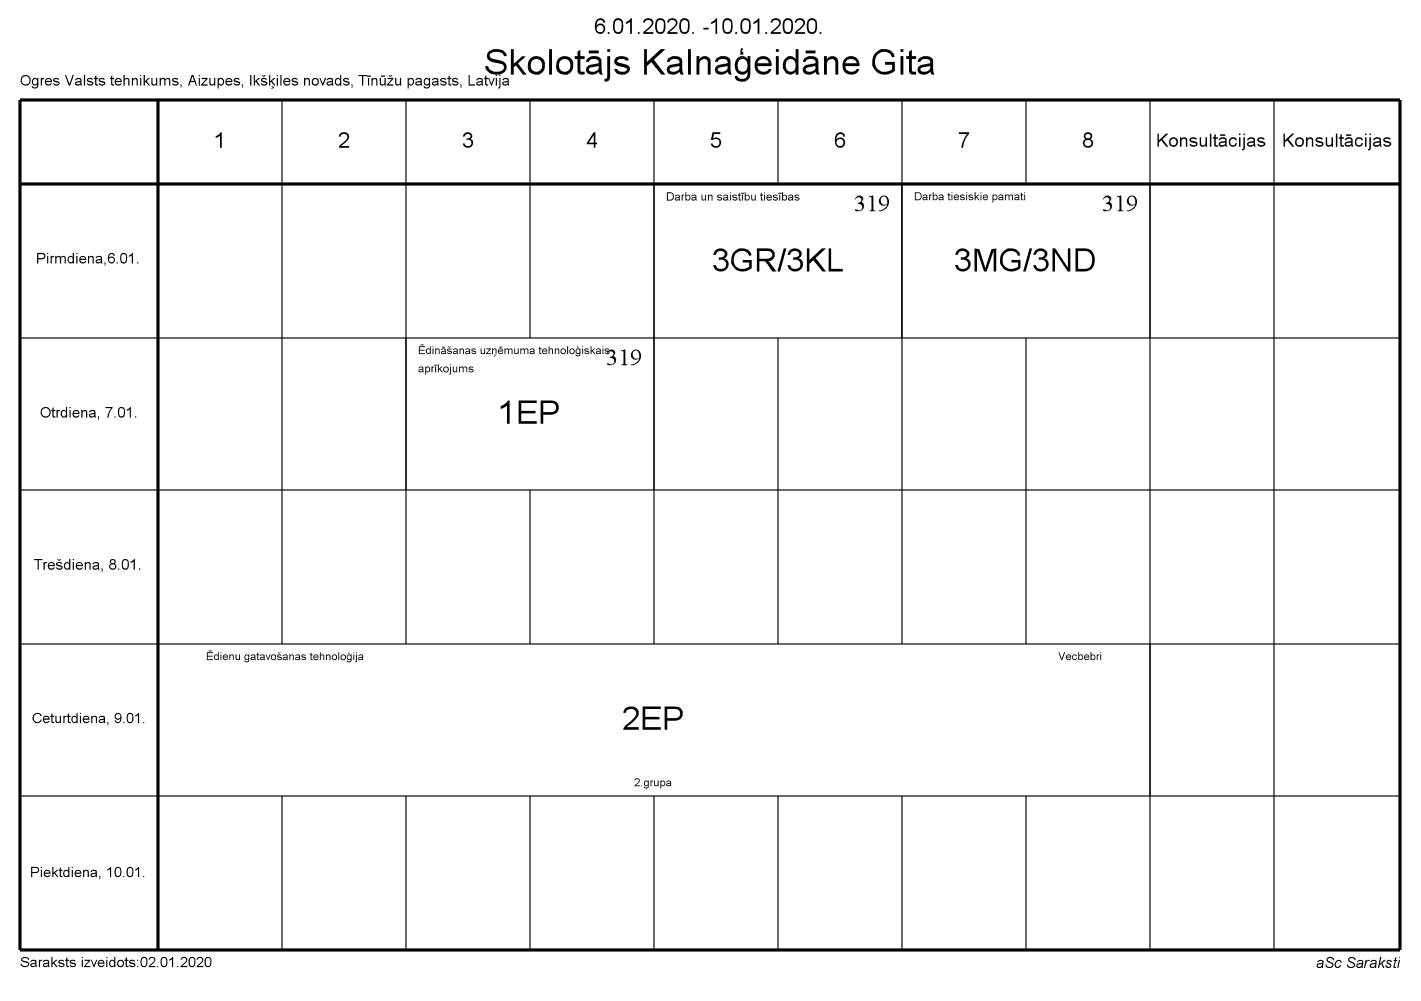 6.01.2020. -10.01.2020.
Skolotājs Kalnaģeidāne Gita
Ogres Valsts tehnikums, Aizupes, Ikšķiles novads, Tīnūžu pagasts, Latvija
1 2 3 4 5 6 7 8 Konsultācijas Konsultācijas
Darba un saistību tiesības 319 Darba tiesiskie pamati 319
Pirmdiena,6.01. 3GR/3KL 3MG/3ND
Ēdināšanas uzņēmuma tehnoloģiskais 319
aprīkojums
Otrdiena, 7.01. 1EP
Trešdiena, 8.01.
Ēdienu gatavošanas tehnoloģija Vecbebri
Ceturtdiena, 9.01. 2EP
2.grupa
Piektdiena, 10.01.
Saraksts izveidots:02.01.2020 aSc Saraksti